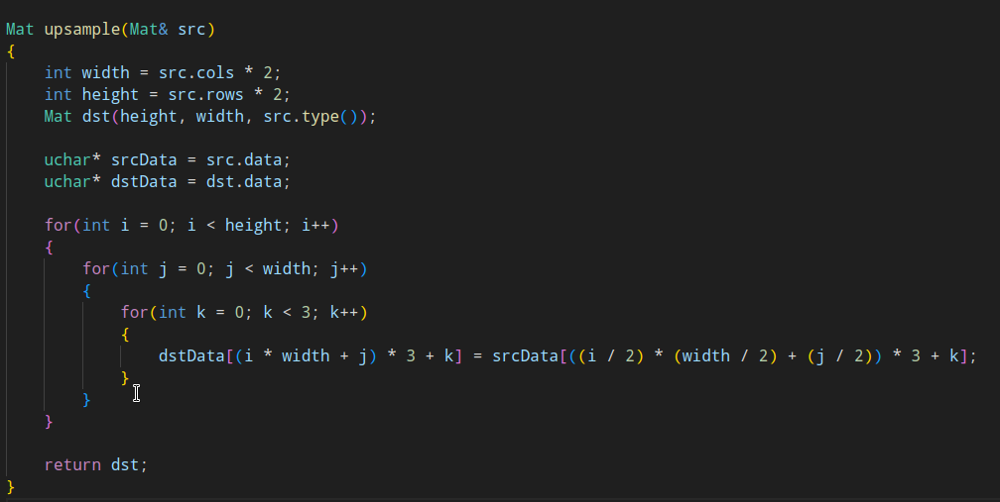 Mat upsample(Mat& src)
{
    int width = src.cols * 2;
    int height = src.rows * 2;
    Mat dst(height, width, src.type());

    uchar* srcData = src.data;
    uchar* dstData = dst.data;

    for(int i = 0; i < height; i++)
    {
        for(int j = 0; j < width; j++)
        {
            for(int k = 0; k < 3; k++)
            {
                dstData[(i * width + j) * 3 + k] = srcData[((i / 2) * (width / 2) + (j / 2)) * 3 + k];
            }
        }
    }

    return dst;
}